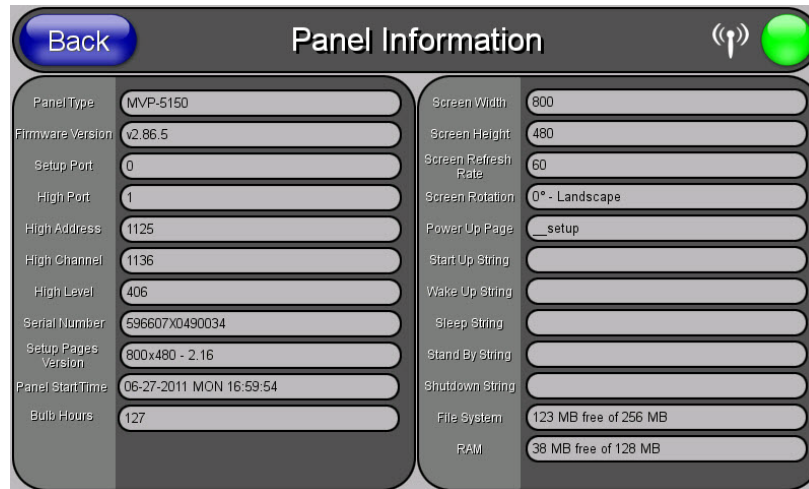 Back
Panel Information
Panel Type
MVP-5150
Firmware Version
v2.86.5
Setup Port
0
High Port
1
High Address
1125
High Channel
1136
High Level
406
Serial Number
596607X0490034
Setup Pages
Version
800x480 - 2.16
Panel Start Time
06-27-2011 MON 16:59:54
Bulb Hours
127
Screen Width
800
Screen Height
480
Screen Refresh
Rate
60
Screen Rotation
0° - Landscape
Power Up Page
__setup
Start Up String
Wake Up String
Sleep String
Stand By String
Shutdown String
File System
123 MB free of 256 MB
RAM
38 MB free of 128 MB